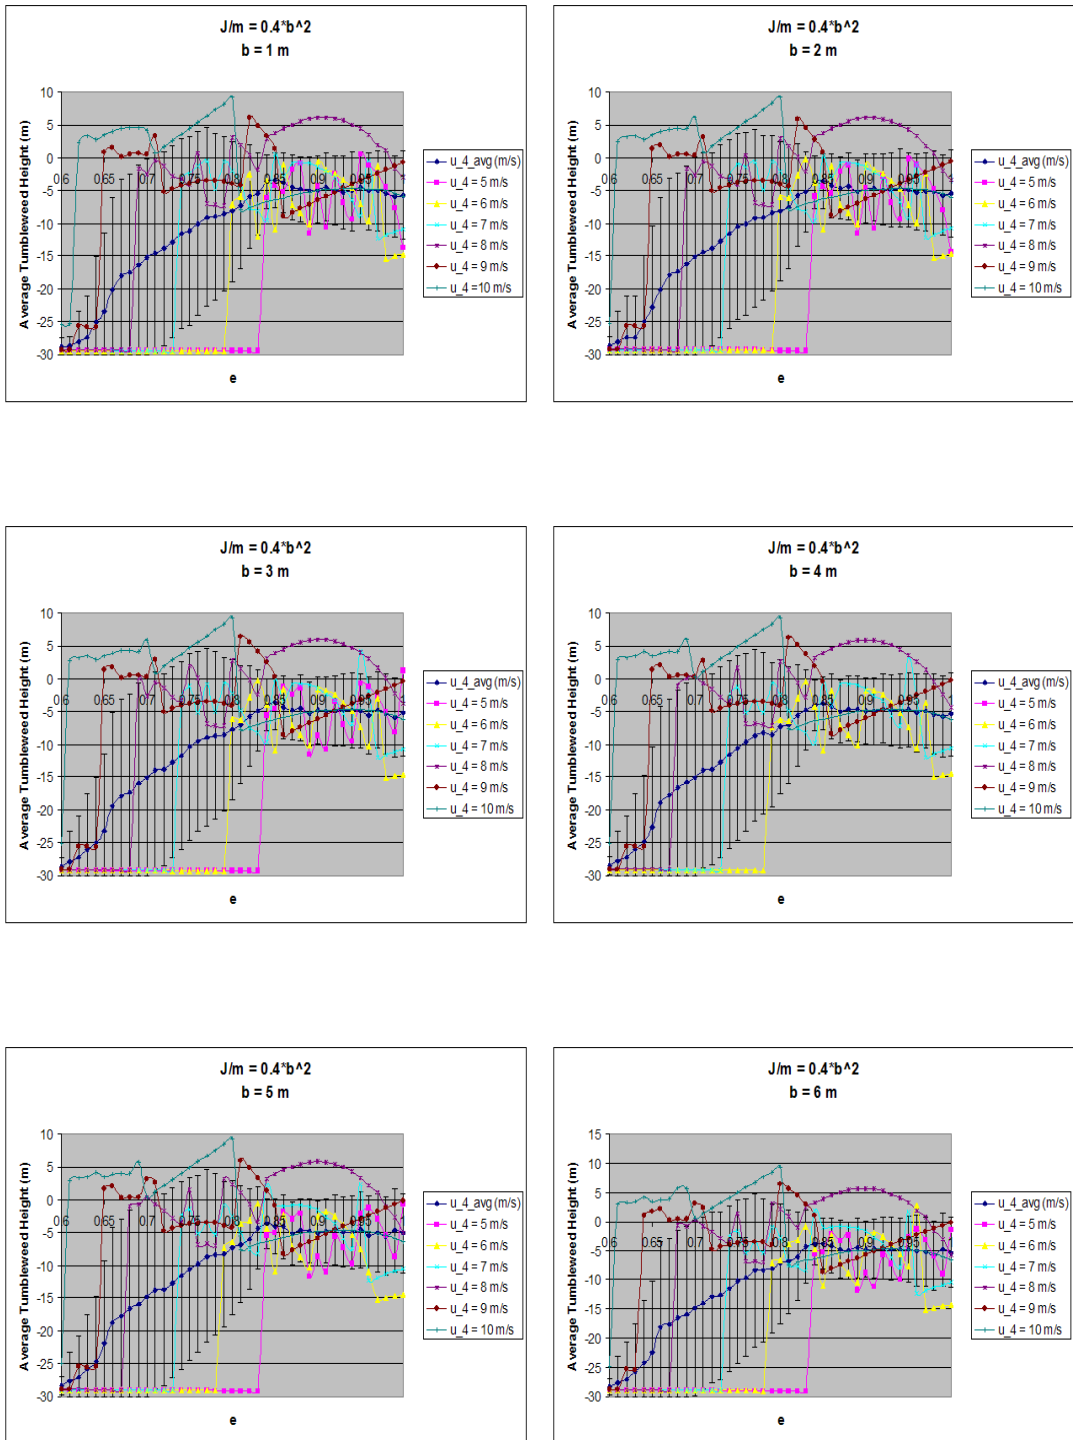 J/m = 0.4*b^2
b = 1 m
Average Tumbleweed Height (m)
10
5
0
-5
-10
-15
-20
-25
-30
0.6 0.65 0.7 0.75 0.8 0.85 0.9 0.95 1
e
u_4_avg (m/s)
u_4 = 5 m/s
u_4 = 6 m/s
u_4 = 7 m/s
u_4 = 8 m/s
u_4 = 9 m/s
u_4 =10 m/s
J/m = 0.4*b^2
b = 2 m
Average Tumbleweed Height (m)
10
5
0
-5
-10
-15
-20
-25
-30
0.6 0.65 0.7 0.75 0.8 0.85 0.9 0.95 1
e
u_4_avg (m/s)
u_4 = 5 m/s
u_4 = 6 m/s
u_4 = 7 m/s
u_4 = 8 m/s
u_4 = 9 m/s
u_4 = 10 m/s
J/m = 0.4*b^2
b = 3 m
Average Tumbleweed Height (m)
10
5
0
-5
-10
-15
-20
-25
-30
0.6 0.65 0.7 0.75 0.8 0.85 0.9 0.95 1
e
u_4_avg (m/s)
u_4 = 5 m/s
u_4 = 6 m/s
u_4 = 7 m/s
u_4 = 8 m/s
u_4 = 9 m/s
u_4 = 10 m/s
J/m = 0.4*b^2
b = 4 m
Average Tumbleweed Height (m)
10
5
0
-5
-10
-15
-20
-25
-30
0.6 0.65 0.7 0.75 0.8 0.85 0.9 0.95 1
e
u_4_avg (m/s)
u_4 = 5 m/s
u_4 = 6 m/s
u_4 = 7 m/s
u_4 = 8 m/s
u_4 = 9 m/s
u_4 = 10 m/s
J/m = 0.4*b^2
b = 5 m
Average Tumbleweed Height (m)
10
5
0
-5
-10
-15
-20
-25
-30
0.6 0.65 0.7 0.75 0.8 0.85 0.9 0.95 1
e
u_4_avg (m/s)
u_4 = 5 m/s
u_4 = 6 m/s
u_4 = 7 m/s
u_4 = 8 m/s
u_4 = 9 m/s
u_4 = 10 m/s
J/m = 0.4*b^2
b = 6 m
Average Tumbleweed Height (m)
15
10
5
0
-5
-10
-15
-20
-25
-30
0.6 0.65 0.7 0.75 0.8 0.85 0.9 0.95 1
e
u_4_avg (m/s)
u_4 = 5 m/s
u_4 = 6 m/s
u_4 = 7 m/s
u_4 = 8 m/s
u_4 = 9 m/s
u_4 = 10 m/s